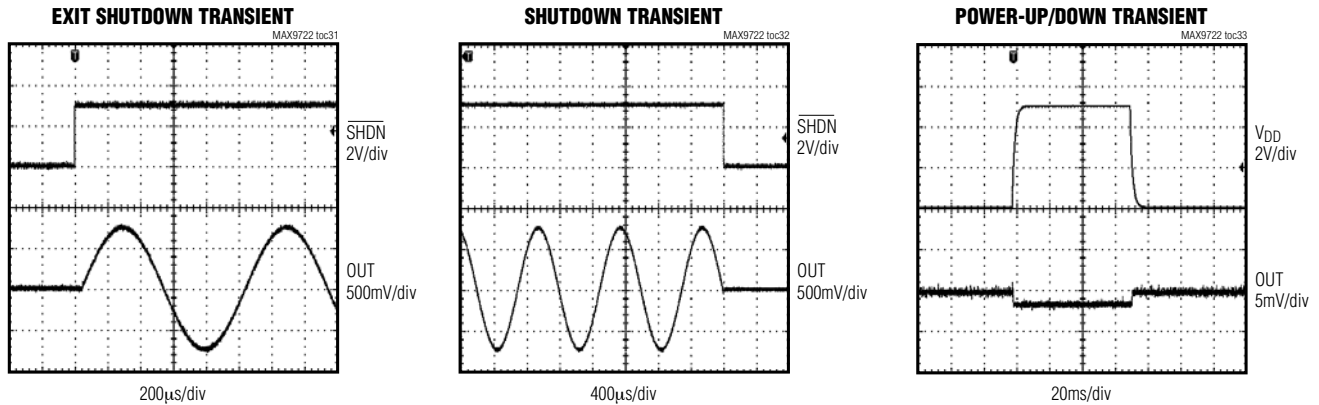 EXIT SHUTDOWN TRANSIENT
MAX9722 toc31
T
SHDN
2V/div
OUT
500mV/div
200μs/div
SHUTDOWN TRANSIENT
MAX9722 toc32
T
SHDN
2V/div
OUT
500mV/div
400μs/div
POWER-UP/DOWN TRANSIENT
MAX9722 toc33
T
VDD
2V/div
OUT
5mV/div
20ms/div